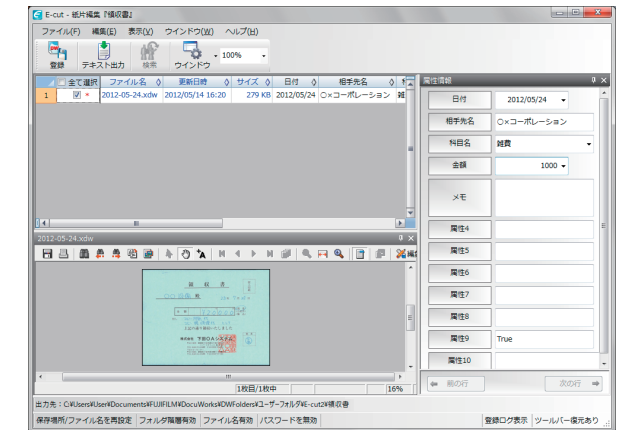 E-cut - 紙片編集『領収書』
ファイル(F) 編集(E) 表示(V) ウインドウ(W) ヘルプ(H)
登録 テキスト出力 検索 ウインドウ 100%
全て選択 ファイル名 更新日時 サイズ 日付 相手先名
1 * 2012-05-24.xdw 2012/05/14 16:20 279 KB 2012/05/24 ○×コーポレーション 雑
属性情報
日付 2012/05/24
相手先名 ○×コーポレーション
科目名 雑費
金額 1000
メモ
属性4
属性5
属性6
属性7
属性8
属性9 True
属性10
前の行 次の行
2012-05-24.xdw
領収書
1枚目/1枚中 16%
出力先:C:¥Users¥User¥Documents¥FUJIFILM¥DocuWorks¥DWFolders¥ユーザーフォルダ¥E-cut2¥領収書
保存場所/ファイル名を再設定 フォルダ階層有効 ファイル名有効 パスワードを無効 登録ログ表示 ツールバー復元あり